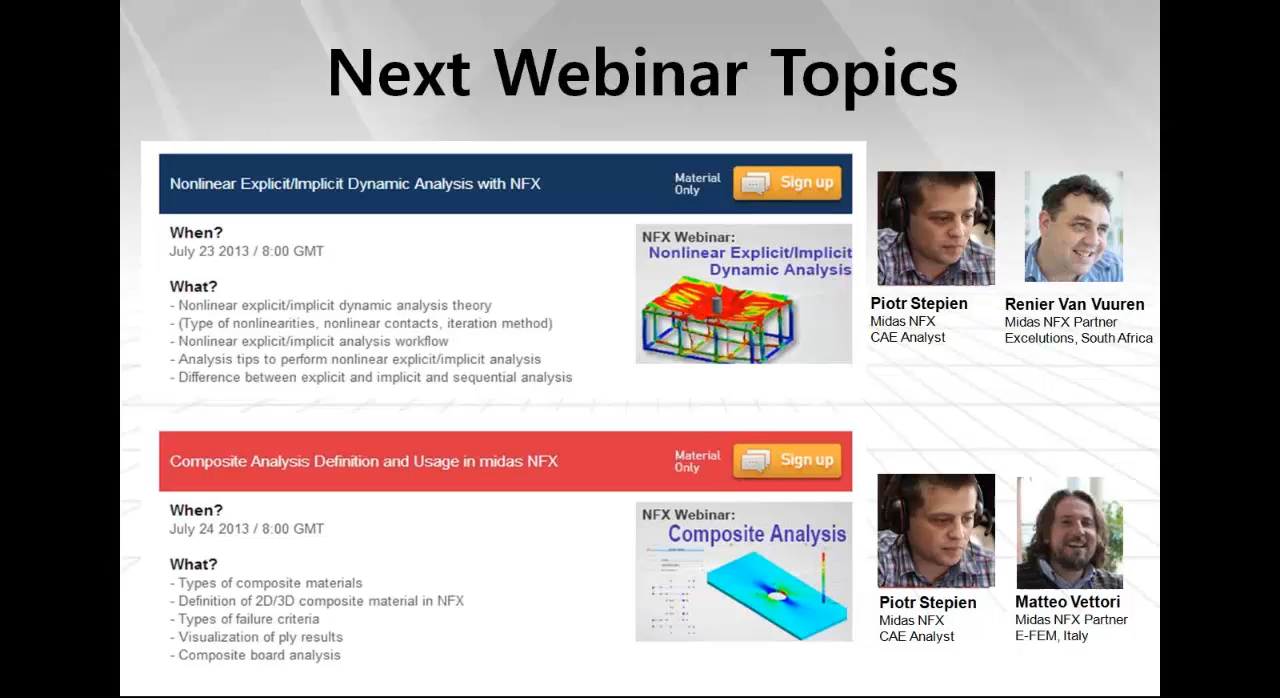 Next Webinar Topics
Nonlinear Explicit/Implicit Dynamic Analysis with NFX
Material
Only
Sign up
When?
July 23 2013 / 8:00 GMT
What?
- Nonlinear explicit/implicit dynamic analysis theory
- (Type of nonlinearities, nonlinear contacts, iteration method)
- Nonlinear explicit/implicit analysis workflow
- Analysis tips to perform nonlinear explicit/implicit analysis
- Difference between explicit and implicit and sequential analysis
NFX Webinar:
Nonlinear Explicit/Implicit
Dynamic Analysis
Piotr Stepien
Midas NFX
CAE Analyst
Renier Van Vuuren
Midas NFX Partner
Excelutions, South Africa
Composite Analysis Definition and Usage in midas NFX
Material
Only
Sign up
When?
July 24 2013 / 8:00 GMT
What?
- Types of composite materials
- Definition of 2D/3D composite material in NFX
- Types of failure criteria
- Visualization of ply results
- Composite board analysis
NFX Webinar:
Composite Analysis
Piotr Stepien
Midas NFX
CAE Analyst
Matteo Vettori
Midas NFX Partner
E-FEM, Italy